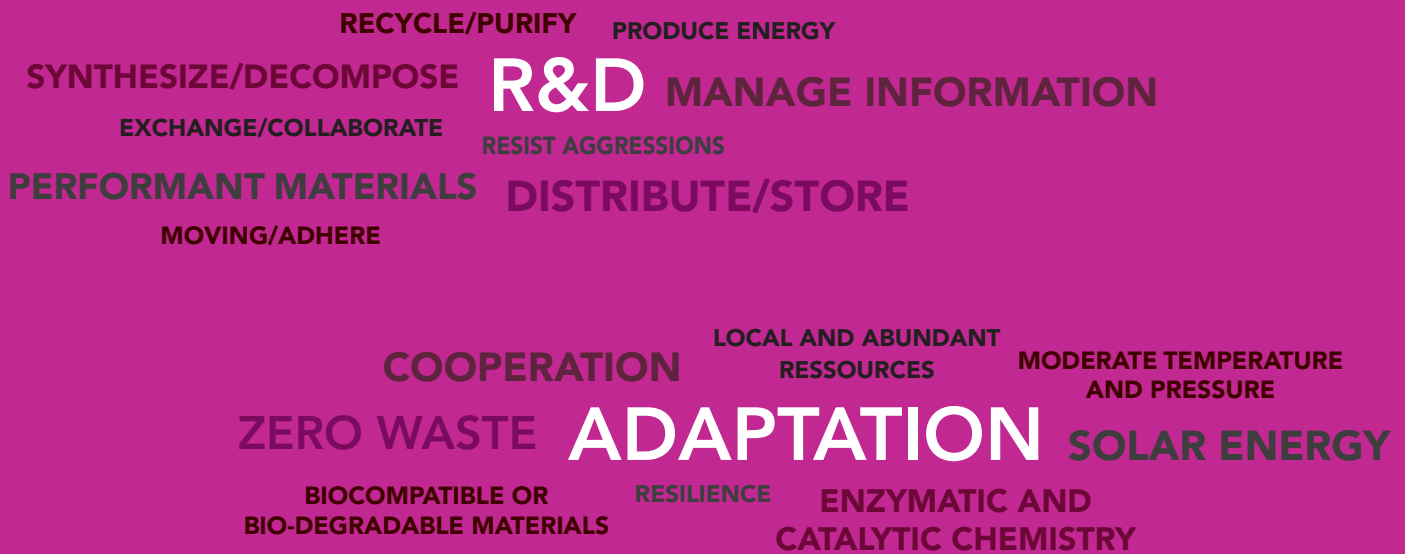 RECYCLE/PURIFY
PRODUCE ENERGY
SYNTHESIZE/DECOMPOSE
R&D
MANAGE INFORMATION
EXCHANGE/COLLABORATE
RESIST AGGRESSIONS
PERFORMANT MATERIALS
DISTRIBUTE/STORE
MOVING/ADHERE
LOCAL AND ABUNDANT
RESSOURCES
COOPERATION
MODERATE TEMPERATURE
AND PRESSURE
ZERO WASTE
ADAPTATION
SOLAR ENERGY
BIOCOMPATIBLE OR
BIO-DEGRADABLE MATERIALS
RESILIENCE
ENZYMATIC AND
CATALYTIC CHEMISTRY